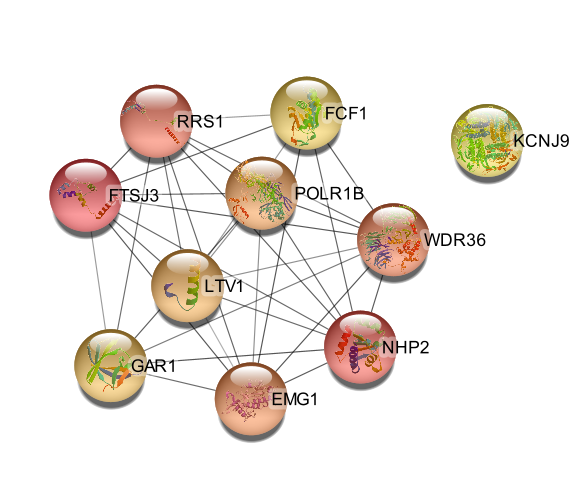 FCF1
RRS1
KCNJ9
FTSJ3
POLR1B
WDR36
LTV1
NHP2
GAR1
EMG1